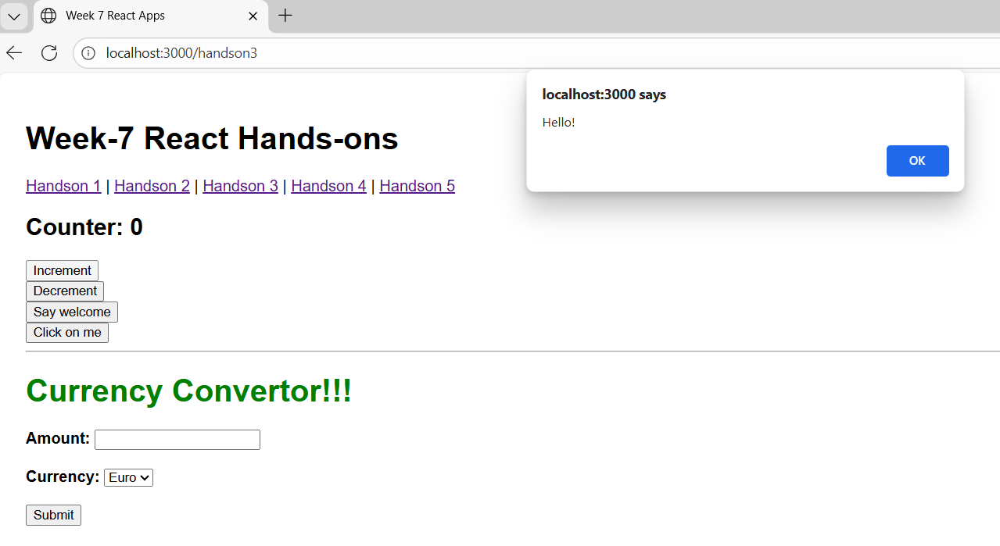 Week 7 React Apps
localhost:3000/handson3
localhost:3000 says
Hello!
OK
Week-7 React Hands-ons
Handson 1 | Handson 2 | Handson 3 | Handson 4 | Handson 5
Counter: 0
Increment
Decrement
Say welcome
Click on me
Currency Convertor!!!
Amount:
Currency: Euro
Submit